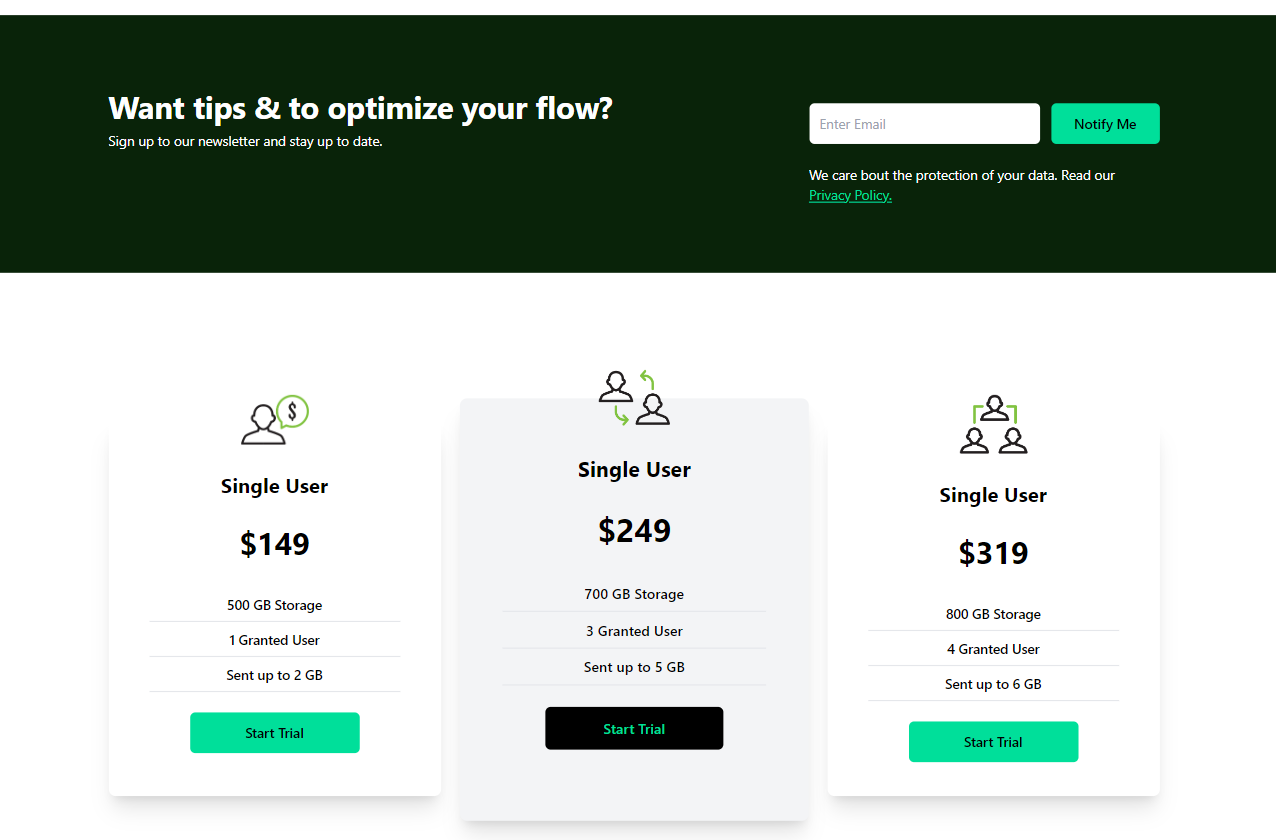 Want tips & to optimize your flow?
Sign up to our newsletter and stay up to date.
Enter Email
Notify Me
We care bout the protection of your data. Read our
Privacy Policy.
$
Single User
$149
500 GB Storage
1 Granted User
Sent up to 2 GB
Start Trial
Single User
$249
700 GB Storage
3 Granted User
Sent up to 5 GB
Start Trial
Single User
$319
800 GB Storage
4 Granted User
Sent up to 6 GB
Start Trial